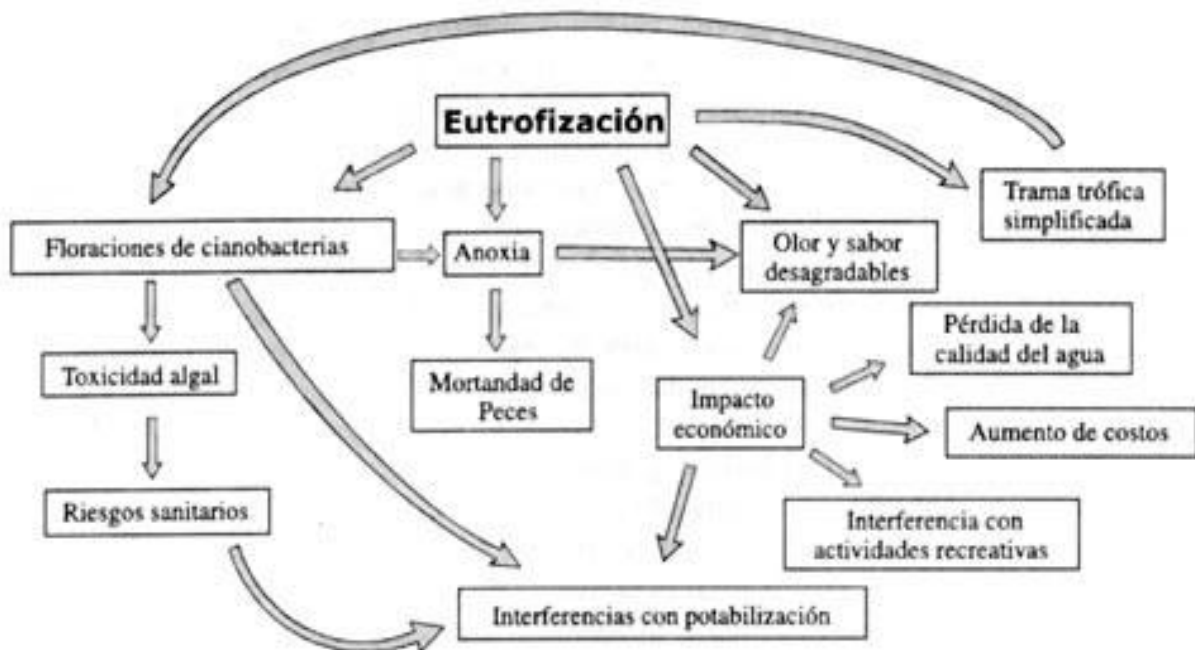 Eutrofización
Trama trófica
simplificada
Floraciones de cianobacterias
Anoxia
Olor y sabor
desagradables
Pérdida de la
calidad del agua
Toxicidad algal
Mortandad de
Peces
Impacto
económico
Aumento de costos
Riesgos sanitarios
Interferencia con
actividades recreativas
Interferencias con potabilización